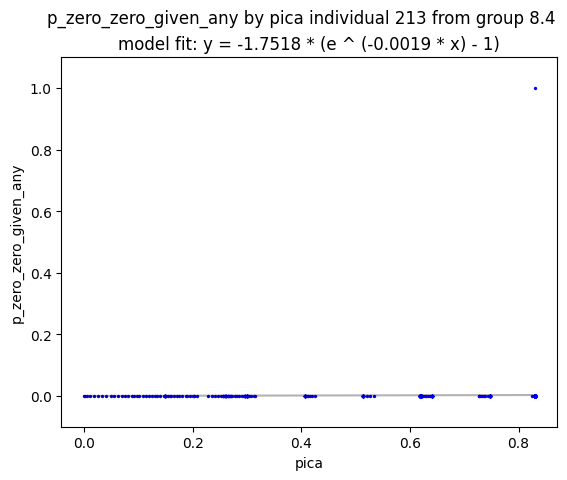 p_zero_zero_given_any by pica individual 213 from group 8.4
model fit: y = -1.7518 * (e ^ (-0.0019 * x) - 1)
p_zero_zero_given_any
1.0
0.8
0.6
0.4
0.2
0.0
0.0 0.2 0.4 0.6 0.8
pica